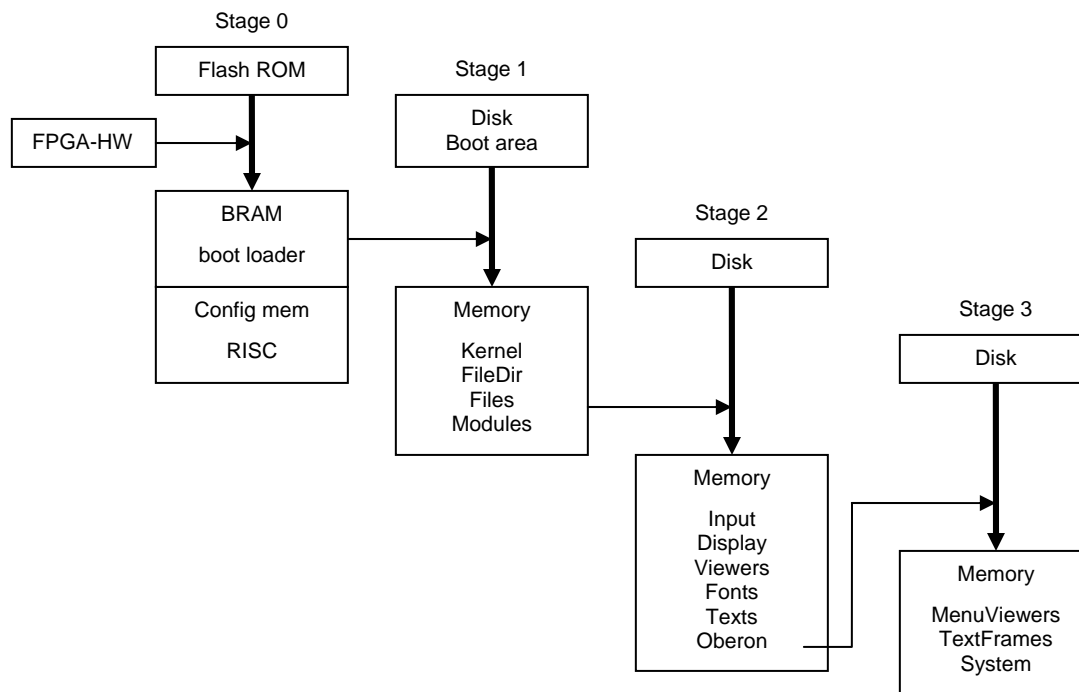 Stage 0
Flash ROM
FPGA-HW
BRAM
boot loader
Config mem
RISC
Stage 1
Disk
Boot area
Memory
Kernel
FileDir
Files
Modules
Stage 2
Disk
Memory
Input
Display
Viewers
Fonts
Texts
Oberon
Stage 3
Disk
Memory
MenuViewers
TextFrames
System